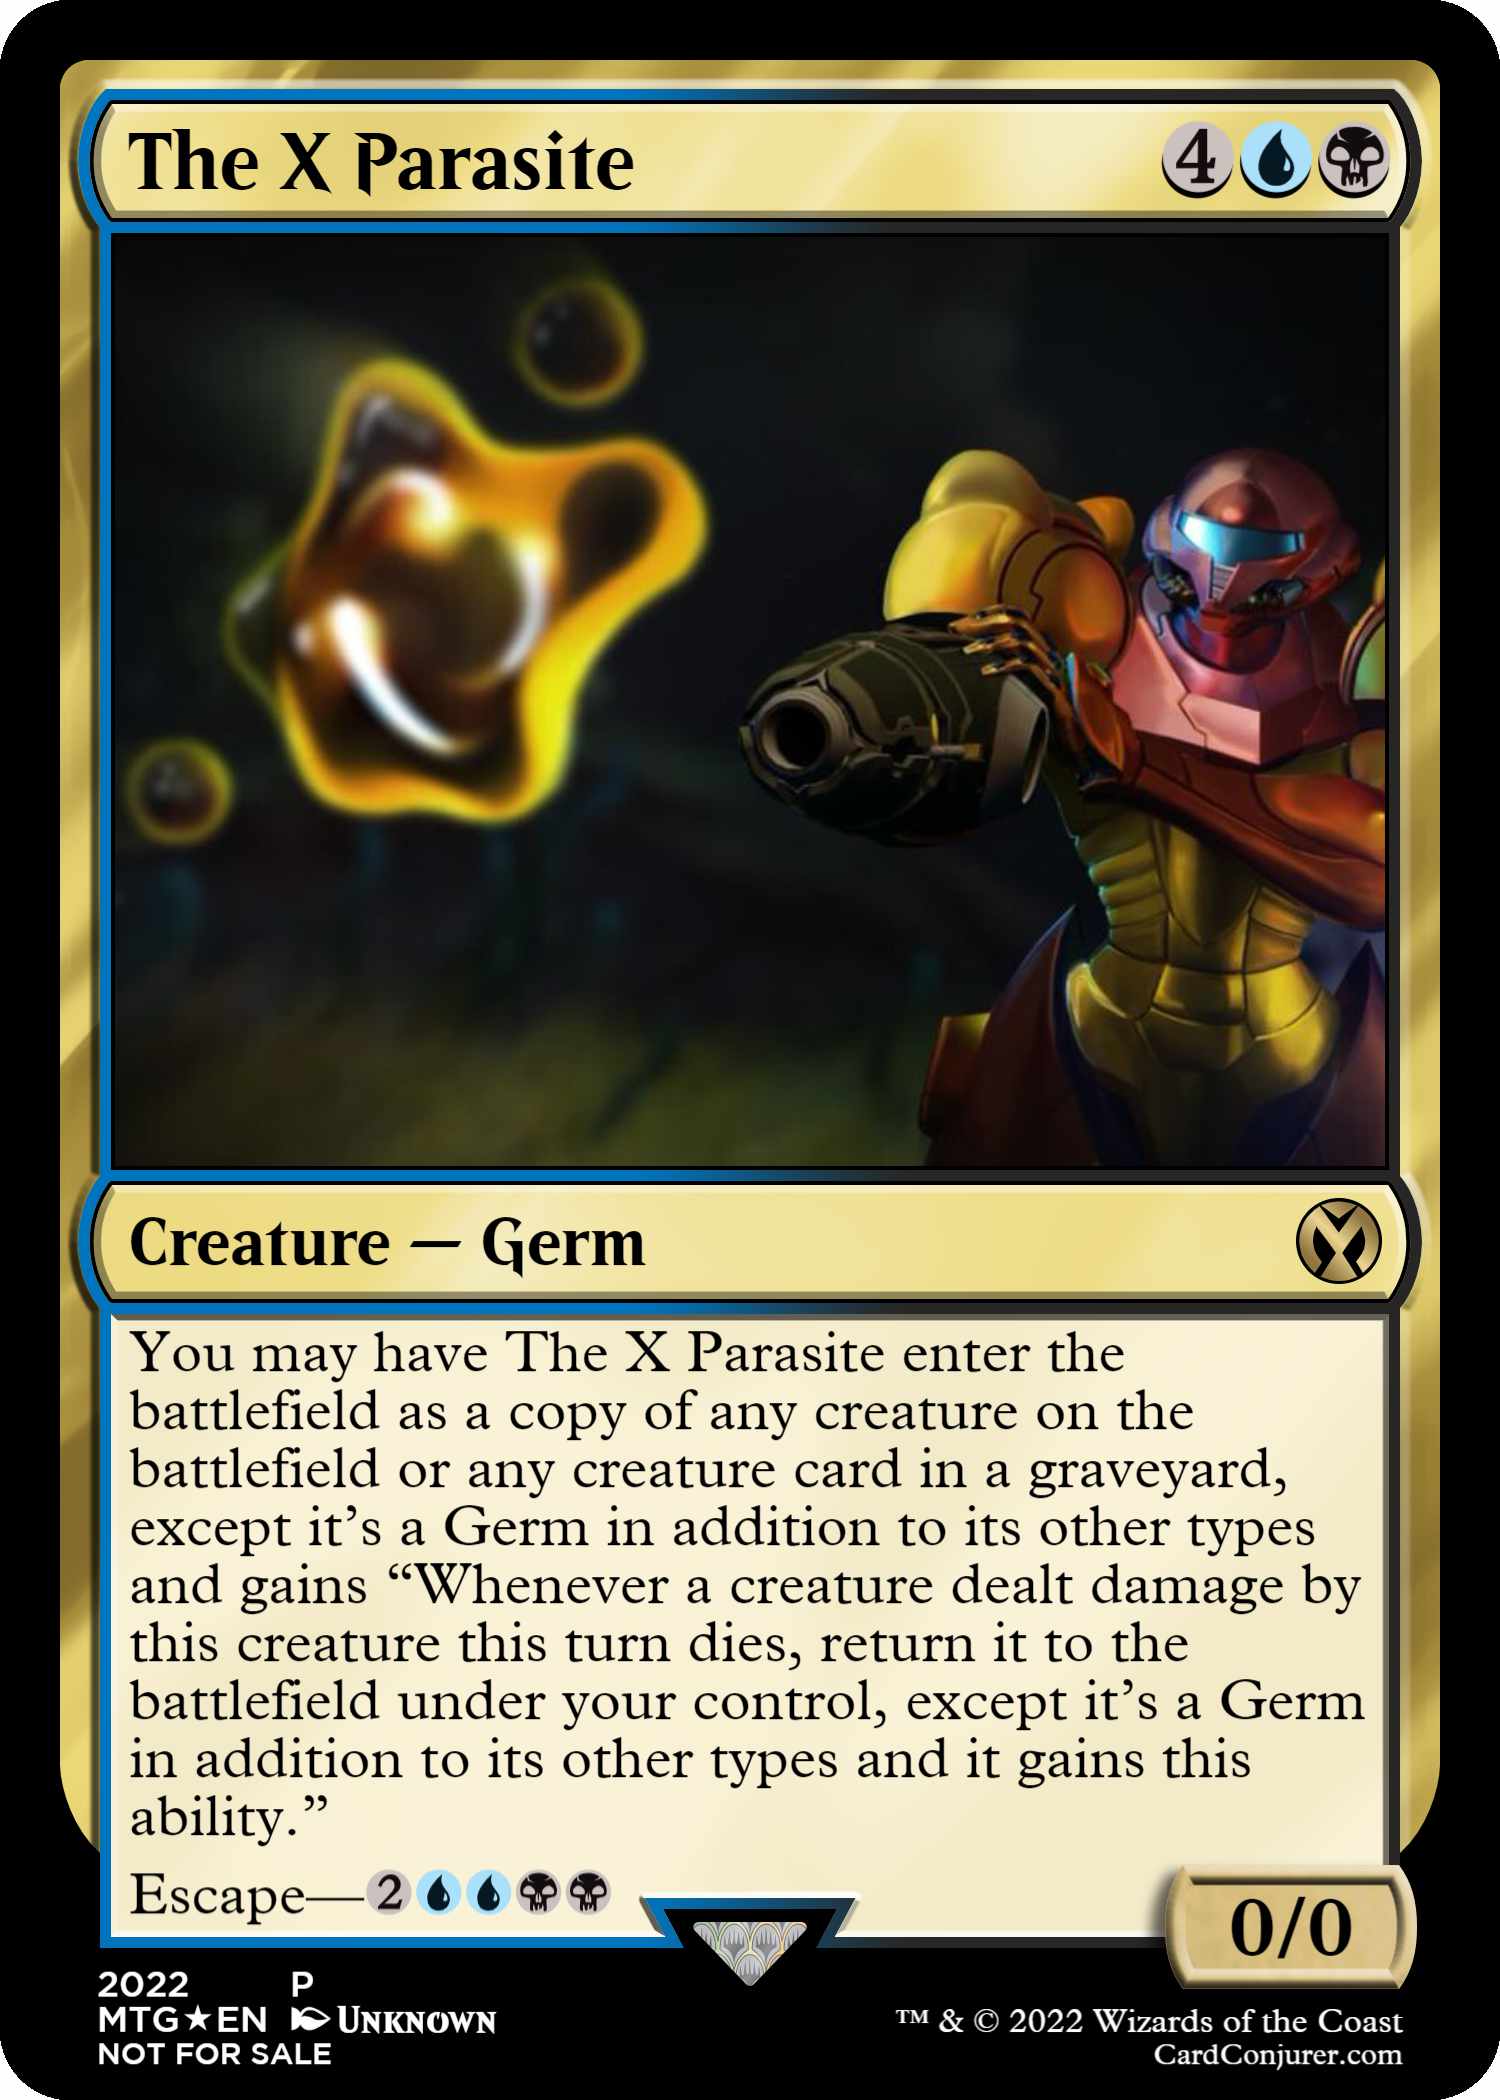 The X Parasite 4
Creature — Germ
You may have The X Parasite enter the
battlefield as a copy of any creature on the
battlefield or any creature card in a graveyard,
except it’s a Germ in addition to its other types
and gains “Whenever a creature dealt damage by
this creature this turn dies, return it to the
battlefield under your control, except it’s a Germ
in addition to its other types and it gains this
ability.”
Escape—2
0/0
2022 P
MTG★EN UNKNOWN
NOT FOR SALE
™ & © 2022 Wizards of the Coast
CardConjurer.com